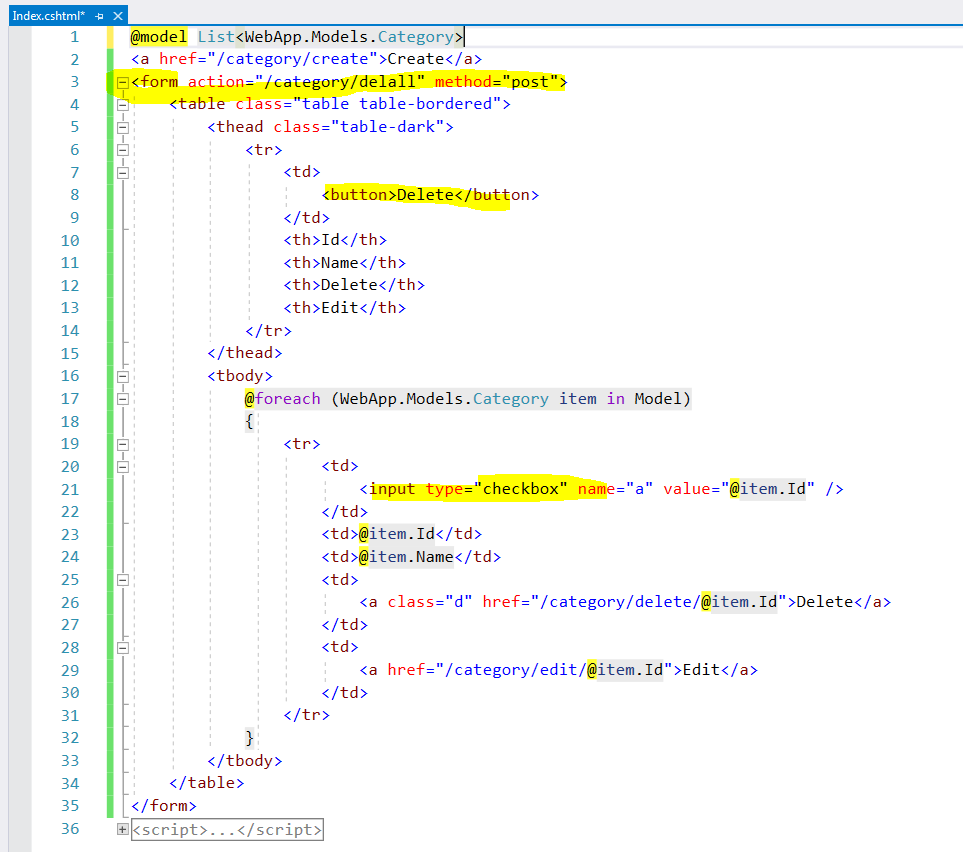 Index.cshtml*
1 @model List<WebApp.Models.Category>
2 <a href="/category/create">Create</a>
3 <form action="/category/delall" method="post">
4 <table class="table table-bordered">
5 <thead class="table-dark">
6 <tr>
7 <td>
8 <button>Delete</button>
9 </td>
10 <th>Id</th>
11 <th>Name</th>
12 <th>Delete</th>
13 <th>Edit</th>
14 </tr>
15 </thead>
16 <tbody>
17 @foreach (WebApp.Models.Category item in Model)
18 {
19 <tr>
20 <td>
21 <input type="checkbox" name="a" value="@item.Id" />
22 </td>
23 <td>@item.Id</td>
24 <td>@item.Name</td>
25 <td>
26 <a class="d" href="/category/delete/@item.Id">Delete</a>
27 </td>
28 <td>
29 <a href="/category/edit/@item.Id">Edit</a>
30 </td>
31 </tr>
32 }
33 </tbody>
34 </table>
35 </form>
36 <script>...</script>